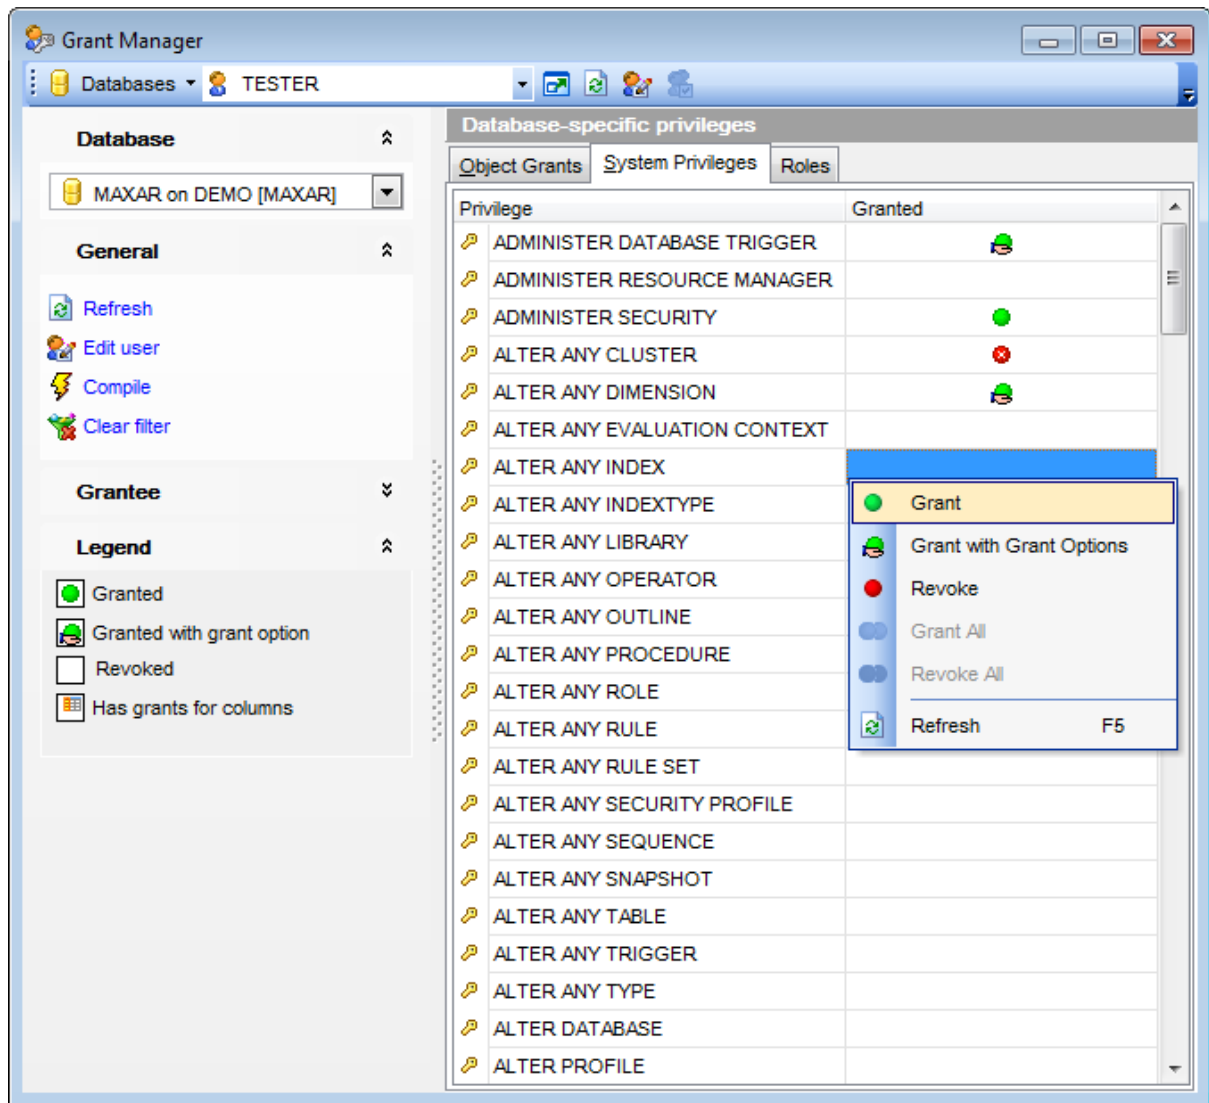 Grant Manager
Databases TESTER
Database
MAXAR on DEMO [MAXAR]
General
Refresh
Edit user
Compile
Clear filter
Grantee
Legend
Granted
Granted with grant option
Revoked
Has grants for columns
Database-specific privileges
Object Grants System Privileges Roles
Privilege Granted
ADMINISTER DATABASE TRIGGER
ADMINISTER RESOURCE MANAGER
ADMINISTER SECURITY
ALTER ANY CLUSTER
ALTER ANY DIMENSION
ALTER ANY EVALUATION CONTEXT
ALTER ANY INDEX
ALTER ANY INDEXTYPE
ALTER ANY LIBRARY
ALTER ANY OPERATOR
ALTER ANY OUTLINE
ALTER ANY PROCEDURE
ALTER ANY ROLE
ALTER ANY RULE
ALTER ANY RULE SET
ALTER ANY SECURITY PROFILE
ALTER ANY SEQUENCE
ALTER ANY SNAPSHOT
ALTER ANY TABLE
ALTER ANY TRIGGER
ALTER ANY TYPE
ALTER DATABASE
ALTER PROFILE
Grant
Grant with Grant Options
Revoke
Grant All
Revoke All
Refresh F5